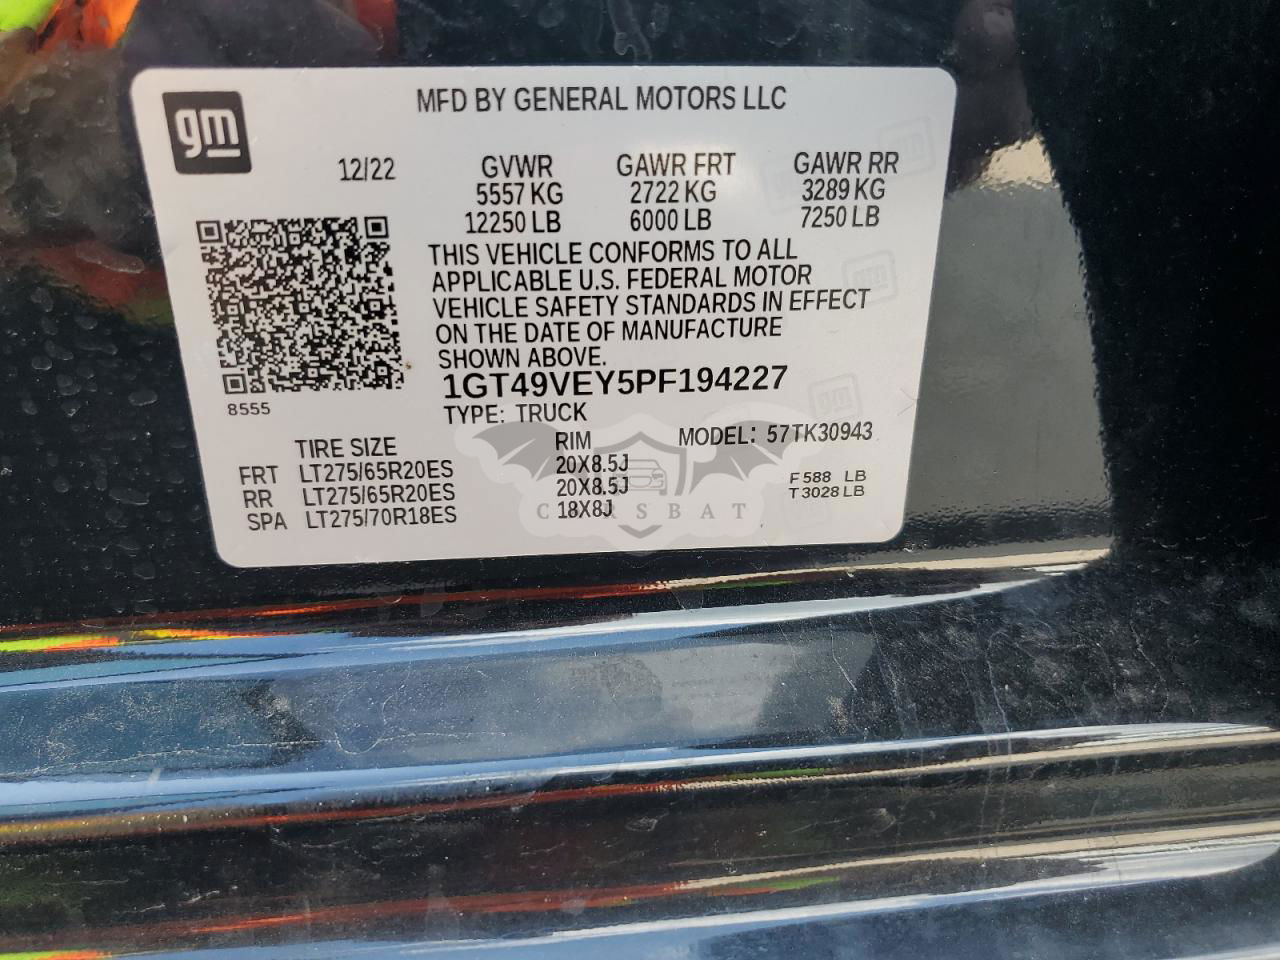 gm
MFD BY GENERAL MOTORS LLC
12/22
GVWR GAWR FRT GAWR RR
5557 KG 2722 KG 3289 KG
12250 LB 6000 LB 7250 LB
THIS VEHICLE CONFORMS TO ALL
APPLICABLE U.S. FEDERAL MOTOR
VEHICLE SAFETY STANDARDS IN EFFECT
ON THE DATE OF MANUFACTURE
SHOWN ABOVE.
1GT49VEY5PF194227
8555
TYPE: TRUCK
MODEL: 57TK30943
TIRE SIZE RIM
FRT LT275/65R20ES 20X8.5J
RR LT275/65R20ES 20X8.5J
SPA LT275/70R18ES 18X8J
F 588 LB
T 3028 LB
CARSBAT